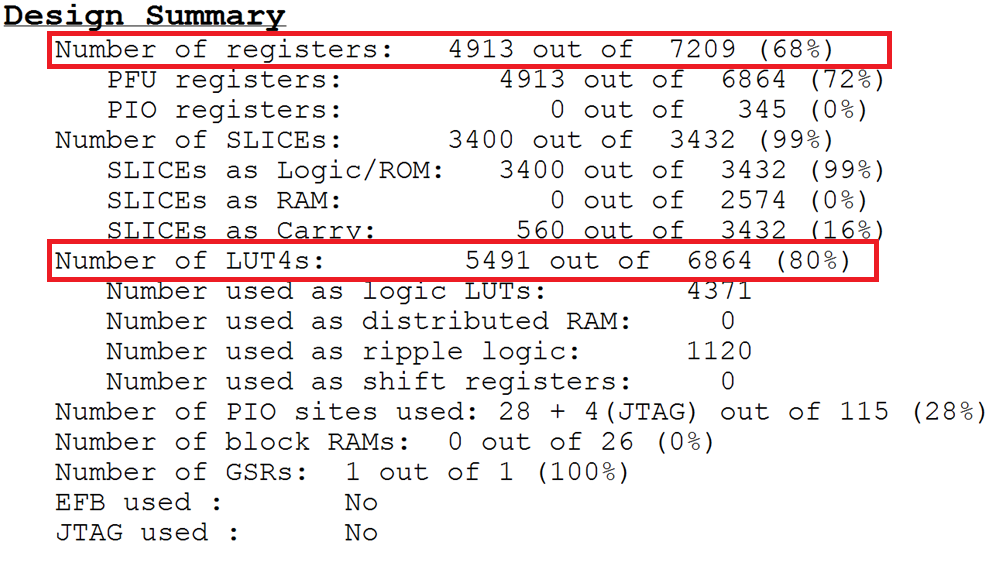 Design Summary
Number of registers: 4913 out of 7209 (68%)
PFU registers: 4913 out of 6864 (72%)
PIO registers: 0 out of 345 (0%)
Number of SLICEs: 3400 out of 3432 (99%)
SLICEs as Logic/ROM: 3400 out of 3432 (99%)
SLICEs as RAM: 0 out of 2574 (0%)
SLICEs as Carry: 560 out of 3432 (16%)
Number of LUT4s: 5491 out of 6864 (80%)
Number used as logic LUTs: 4371
Number used as distributed RAM: 0
Number used as ripple logic: 1120
Number used as shift registers: 0
Number of PIO sites used: 28 + 4(JTAG) out of 115 (28%)
Number of block RAMs: 0 out of 26 (0%)
Number of GSRs: 1 out of 1 (100%)
EFB used : No
JTAG used : No